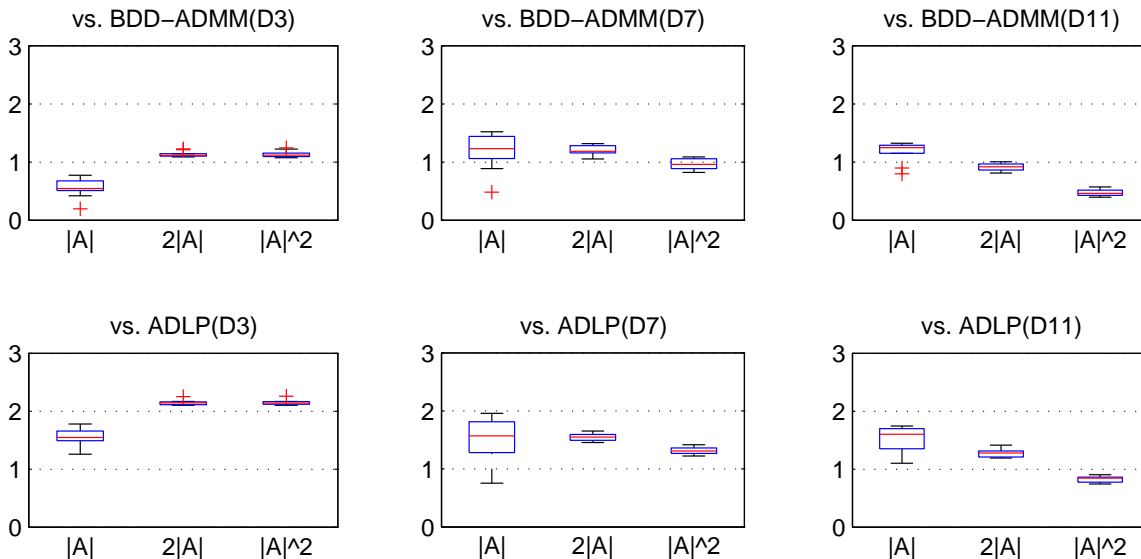 vs. BDD−ADMM(D3) vs. BDD−ADMM(D7) vs. BDD−ADMM(D11)
3 3 3
2 2 2
1 1 1
0 0 0
|A| 2|A| |A|^2 |A| 2|A| |A|^2 |A| 2|A| |A|^2
vs. ADLP(D3) vs. ADLP(D7) vs. ADLP(D11)
3 3 3
2 2 2
1 1 1
0 0 0
|A| 2|A| |A|^2 |A| 2|A| |A|^2 |A| 2|A| |A|^2